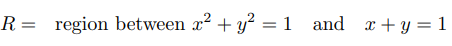 R = region between x² + y² = 1 and x + y = 1